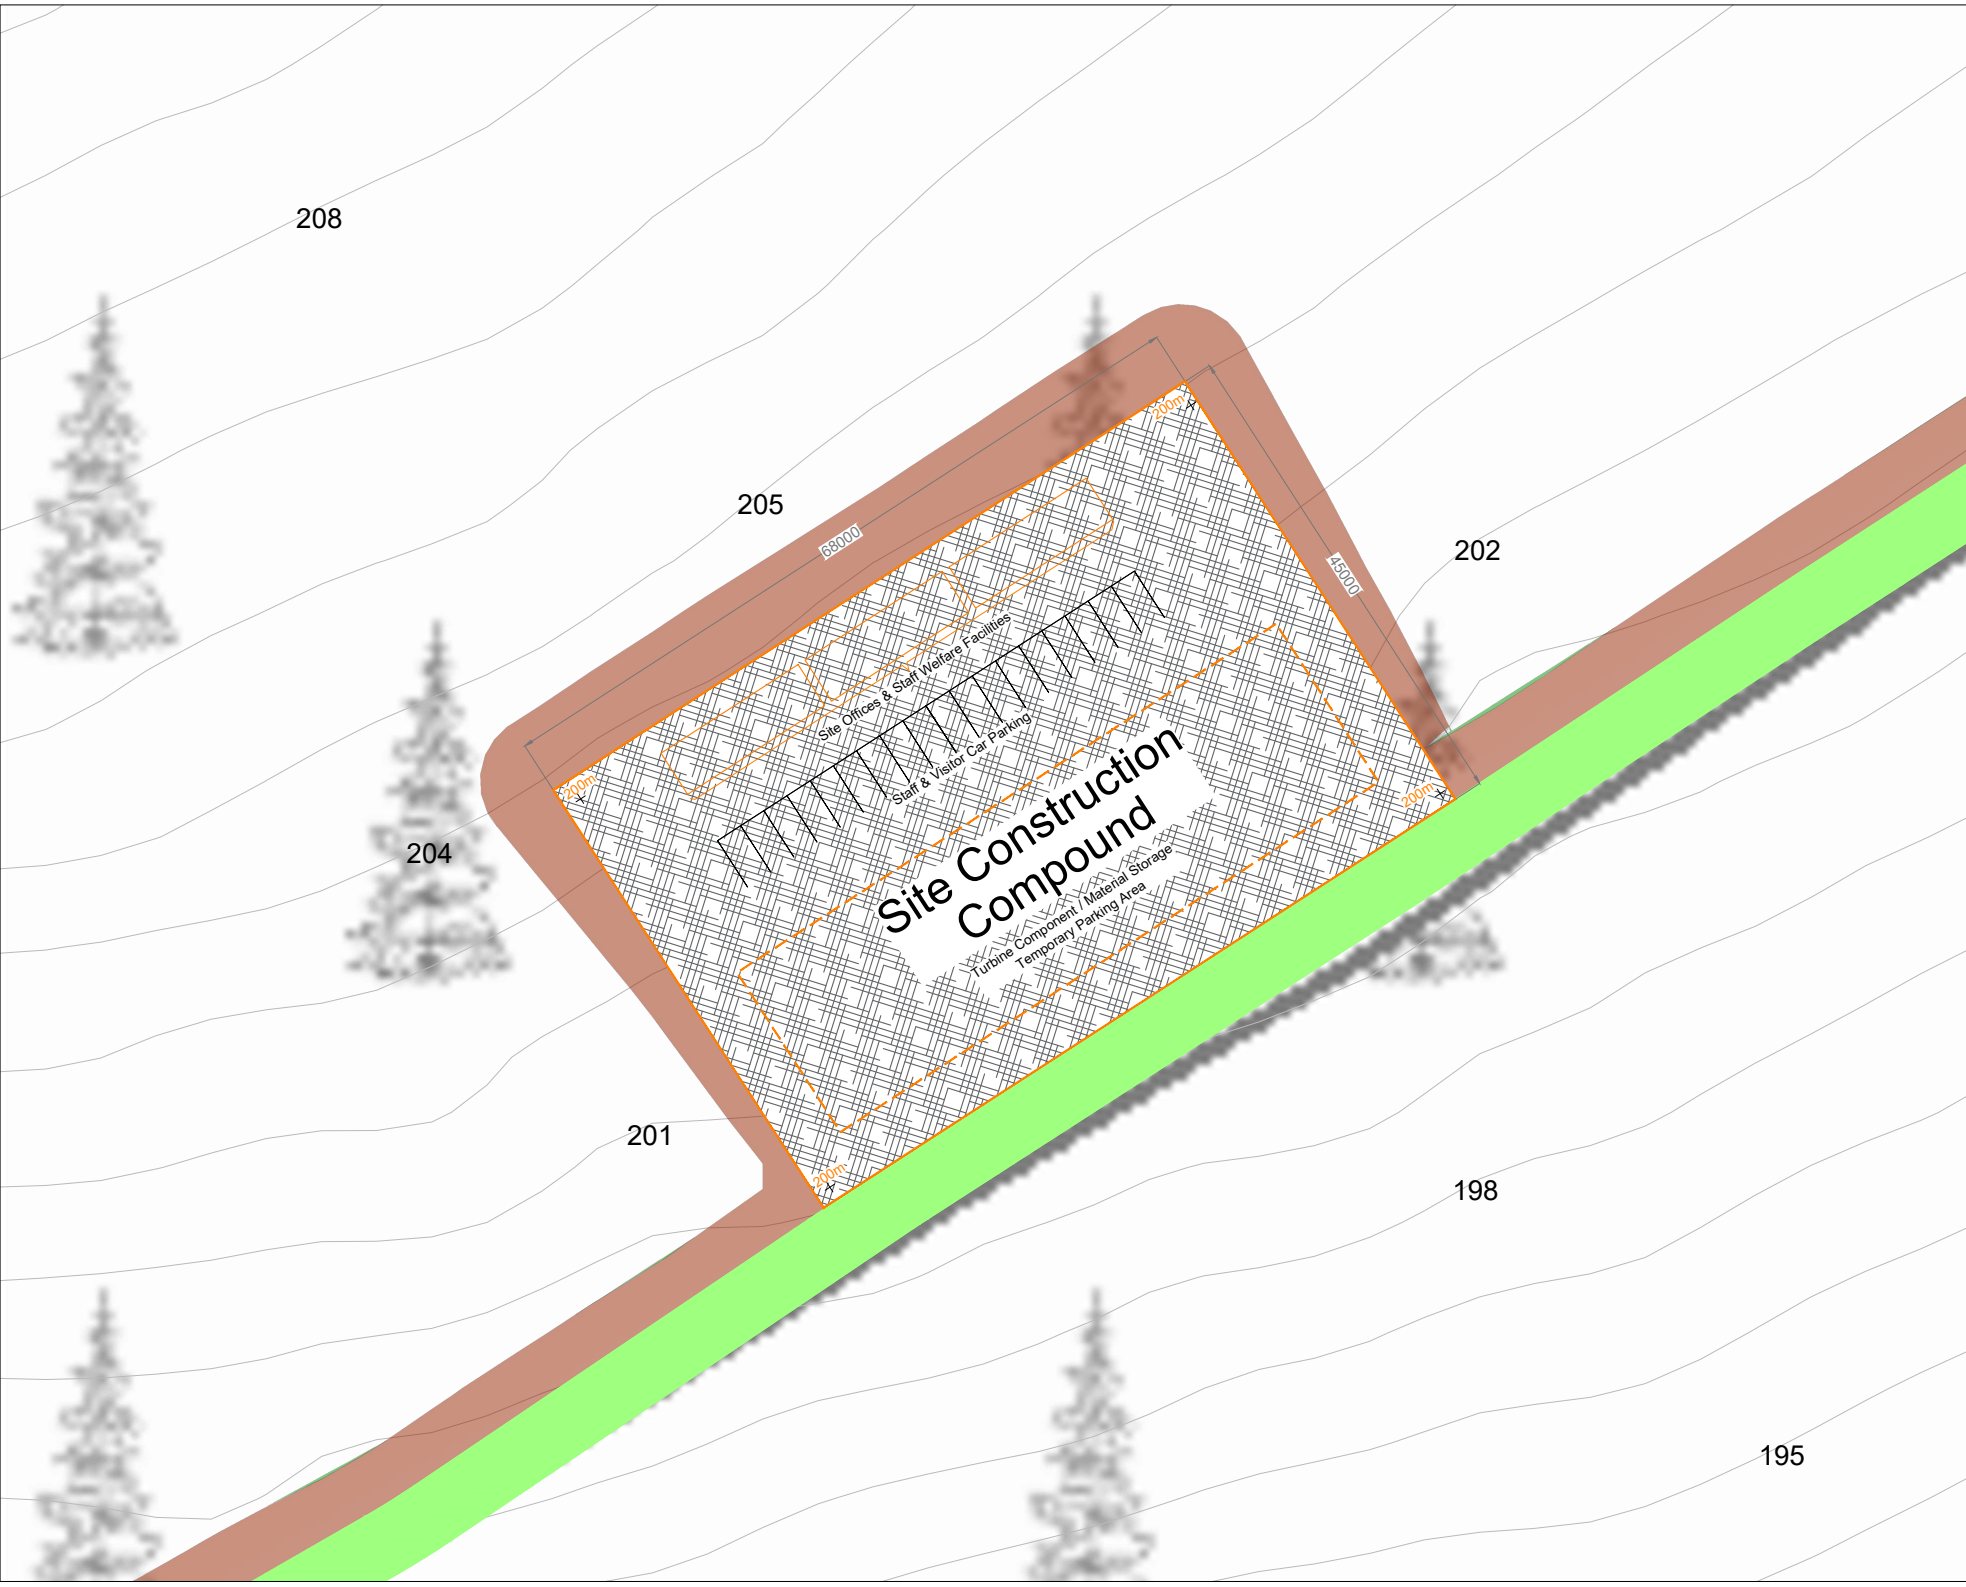 208
200m
205
68000
202
45000
Site Offices & Staff Welfare Facilities
Staff & Visitor Car Parking
200m
200m
204
Site Construction
Compound
Turbine Component / Material Storage
Temporary Parking Area
201
200m
198
195